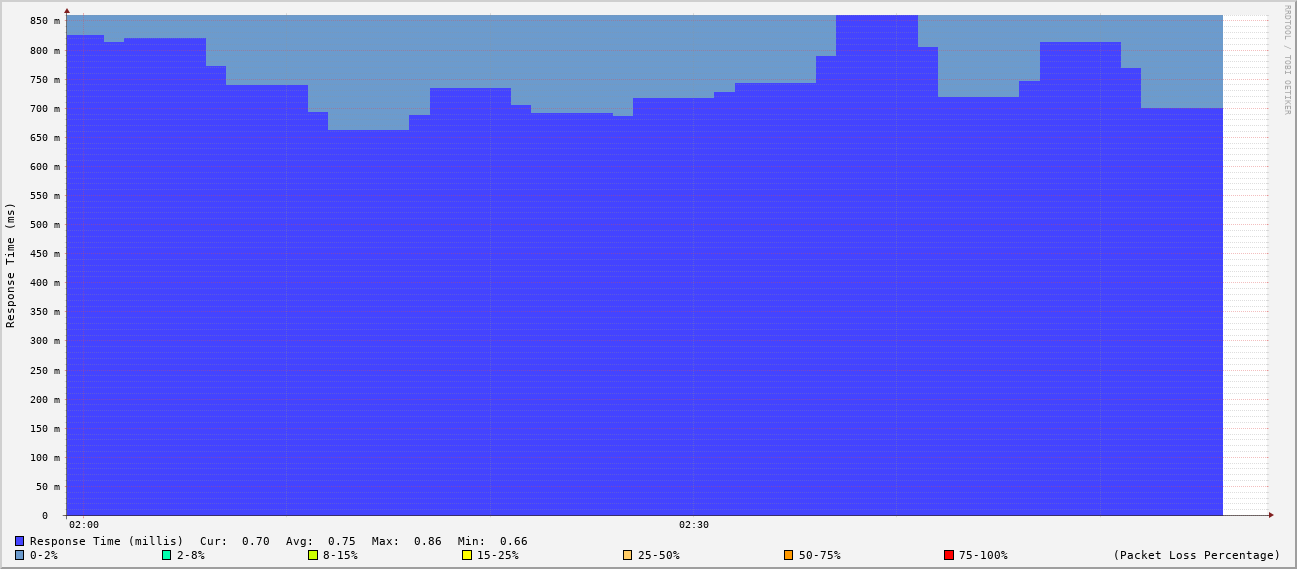 RRDTOOL / TOBI OETIKER
Response Time (ms)
850 m
800 m
750 m
700 m
650 m
600 m
550 m
500 m
450 m
400 m
350 m
300 m
250 m
200 m
150 m
100 m
50 m
0
02:00 02:30
Response Time (millis) Cur: 0.70 Avg: 0.75 Max: 0.86 Min: 0.66
0-2% 2-8% 8-15% 15-25% 25-50% 50-75% 75-100% (Packet Loss Percentage)